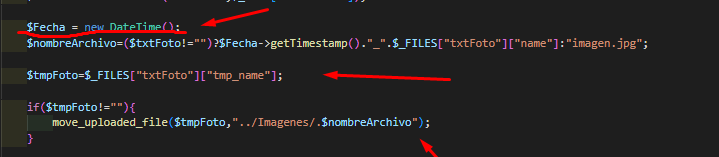 $Fecha = new DateTime();
$nombreArchivo=($txtFoto!="")?$Fecha->getTimestamp()."_".$_FILES["txtFoto"]["name"]:"imagen.jpg";
$tmpFoto=$_FILES["txtFoto"]["tmp_name"];
if($tmpFoto!=""){
move_uploaded_file($tmpFoto,"../Imagenes/.$nombreArchivo");
}